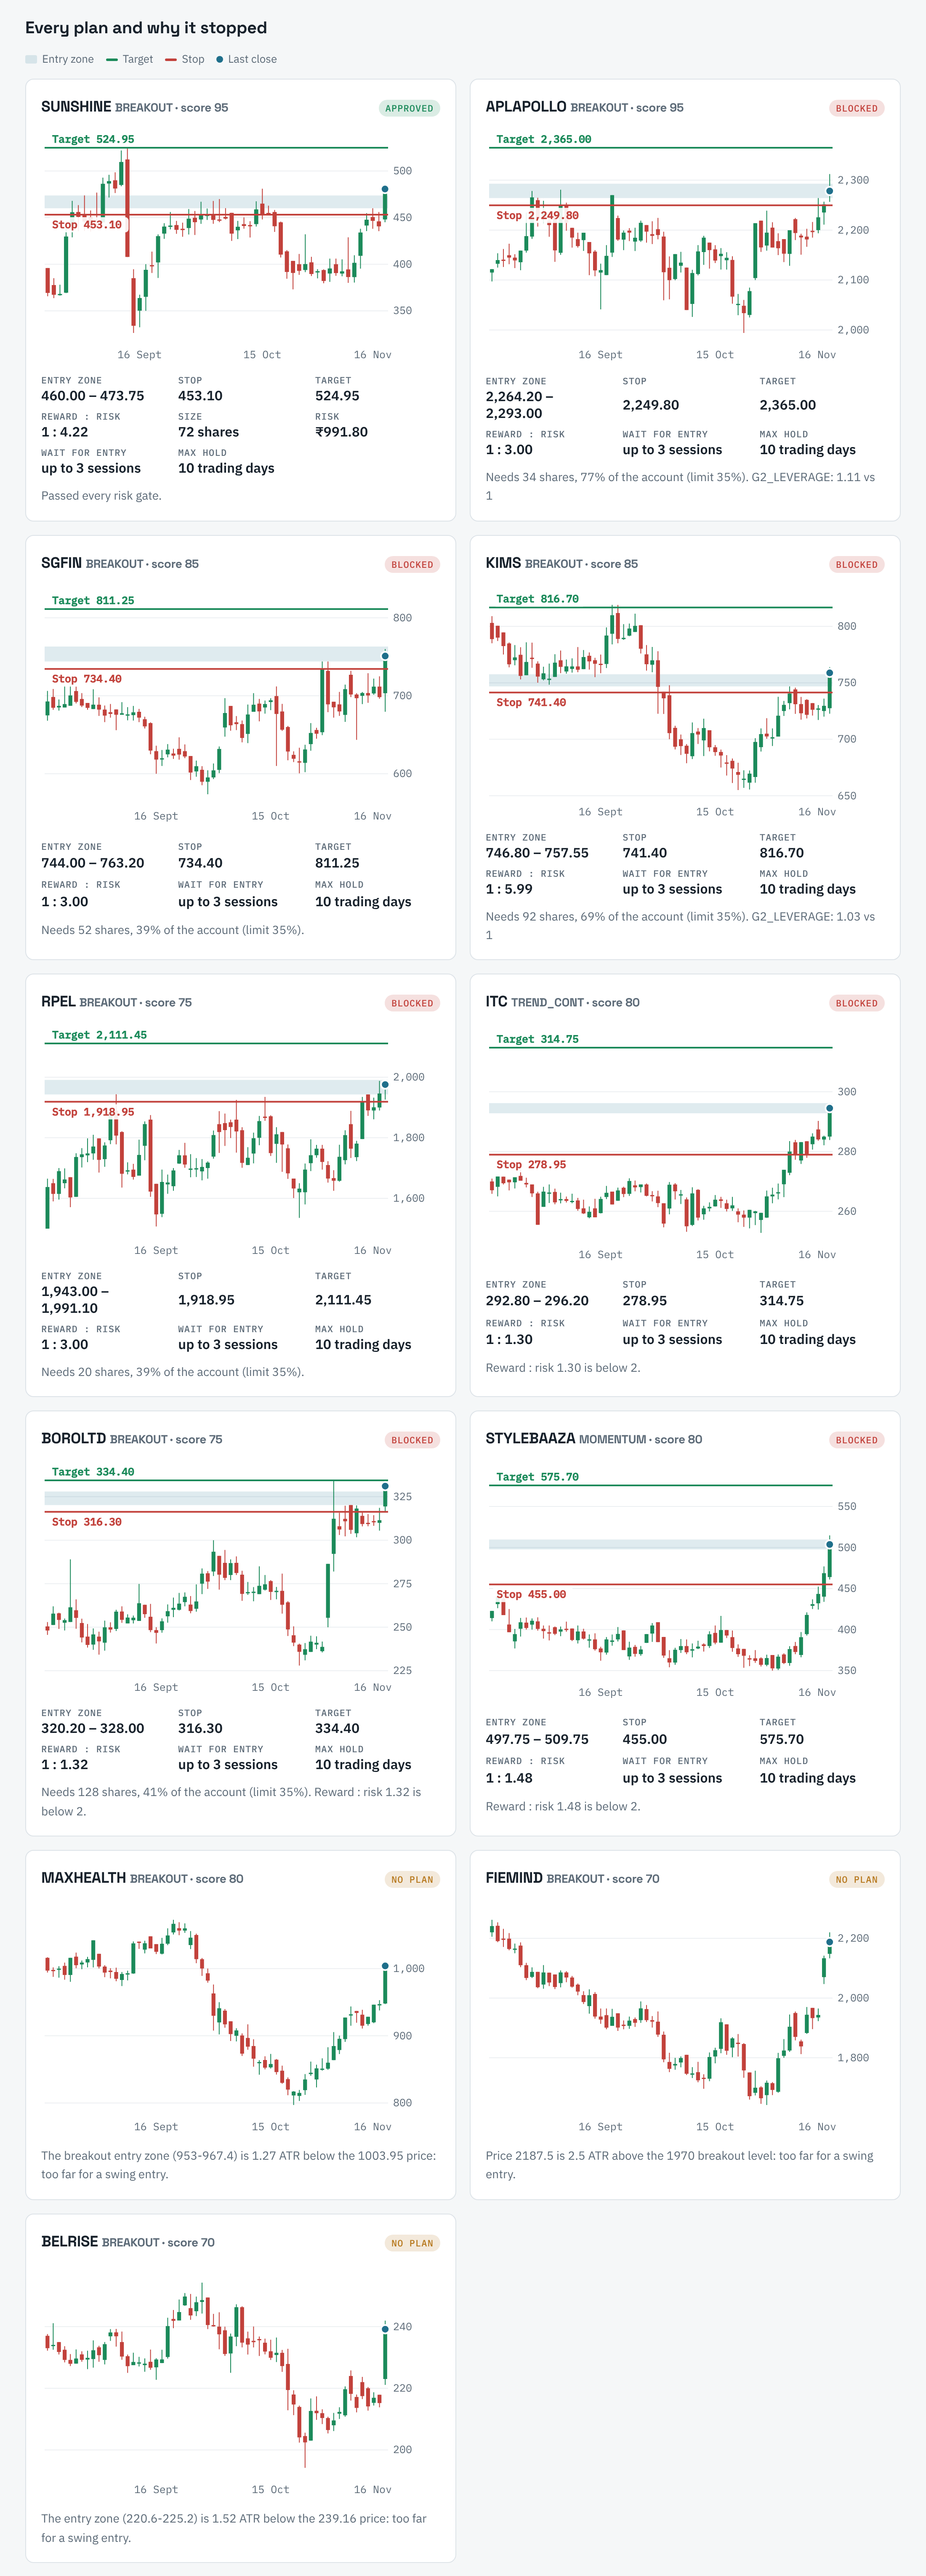 Every plan and why it stopped
Entry zone Target Stop Last close
SUNSHINE BREAKOUT · score 95
APPROVED
Target 524.95
500
450
Stop 453.10
400
350
16 Sept 15 Oct 16 Nov
ENTRY ZONE STOP TARGET
460.00 – 473.75 453.10 524.95
REWARD : RISK SIZE RISK
1 : 4.22 72 shares ₹991.80
WAIT FOR ENTRY MAX HOLD
up to 3 sessions 10 trading days
Passed every risk gate.
APLAPOLLO BREAKOUT · score 95
BLOCKED
Target 2,365.00
2,300
Stop 2,249.80
2,200
2,100
2,000
16 Sept 15 Oct 16 Nov
ENTRY ZONE STOP TARGET
2,264.20 –
2,293.00 2,249.80 2,365.00
REWARD : RISK WAIT FOR ENTRY MAX HOLD
1 : 3.00 up to 3 sessions 10 trading days
Needs 34 shares, 77% of the account (limit 35%). G2_LEVERAGE: 1.11 vs
1
SGFIN BREAKOUT · score 85
BLOCKED
Target 811.25
800
Stop 734.40
700
600
16 Sept 15 Oct 16 Nov
ENTRY ZONE STOP TARGET
744.00 – 763.20 734.40 811.25
REWARD : RISK WAIT FOR ENTRY MAX HOLD
1 : 3.00 up to 3 sessions 10 trading days
Needs 52 shares, 39% of the account (limit 35%).
KIMS BREAKOUT · score 85
BLOCKED
Target 816.70
800
750
Stop 741.40
700
650
16 Sept 15 Oct 16 Nov
ENTRY ZONE STOP TARGET
746.80 – 757.55 741.40 816.70
REWARD : RISK WAIT FOR ENTRY MAX HOLD
1 : 5.99 up to 3 sessions 10 trading days
Needs 92 shares, 69% of the account (limit 35%). G2_LEVERAGE: 1.03 vs
1
RPEL BREAKOUT · score 75
BLOCKED
Target 2,111.45
2,000
Stop 1,918.95
1,800
1,600
16 Sept 15 Oct 16 Nov
ENTRY ZONE STOP TARGET
1,943.00 –
1,991.10 1,918.95 2,111.45
REWARD : RISK WAIT FOR ENTRY MAX HOLD
1 : 3.00 up to 3 sessions 10 trading days
Needs 20 shares, 39% of the account (limit 35%).
ITC TREND_CONT · score 80
BLOCKED
Target 314.75
300
280
Stop 278.95
260
16 Sept 15 Oct 16 Nov
ENTRY ZONE STOP TARGET
292.80 – 296.20 278.95 314.75
REWARD : RISK WAIT FOR ENTRY MAX HOLD
1 : 1.30 up to 3 sessions 10 trading days
Reward : risk 1.30 is below 2.
BOROLTD BREAKOUT · score 75
BLOCKED
Target 334.40
325
Stop 316.30
300
275
250
225
16 Sept 15 Oct 16 Nov
ENTRY ZONE STOP TARGET
320.20 – 328.00 316.30 334.40
REWARD : RISK WAIT FOR ENTRY MAX HOLD
1 : 1.32 up to 3 sessions 10 trading days
Needs 128 shares, 41% of the account (limit 35%). Reward : risk 1.32 is
below 2.
STYLEBAAZA MOMENTUM · score 80
BLOCKED
Target 575.70
550
500
450
Stop 455.00
400
350
16 Sept 15 Oct 16 Nov
ENTRY ZONE STOP TARGET
497.75 – 509.75 455.00 575.70
REWARD : RISK WAIT FOR ENTRY MAX HOLD
1 : 1.48 up to 3 sessions 10 trading days
Reward : risk 1.48 is below 2.
MAXHEALTH BREAKOUT · score 80
NO PLAN
1,000
900
800
16 Sept 15 Oct 16 Nov
The breakout entry zone (953-967.4) is 1.27 ATR below the 1003.95 price:
too far for a swing entry.
FIEMIND BREAKOUT · score 70
NO PLAN
2,200
2,000
1,800
16 Sept 15 Oct 16 Nov
Price 2187.5 is 2.5 ATR above the 1970 breakout level: too far for a swing
entry.
BELRISE BREAKOUT · score 70
NO PLAN
240
220
200
16 Sept 15 Oct 16 Nov
The entry zone (220.6-225.2) is 1.52 ATR below the 239.16 price: too far
for a swing entry.